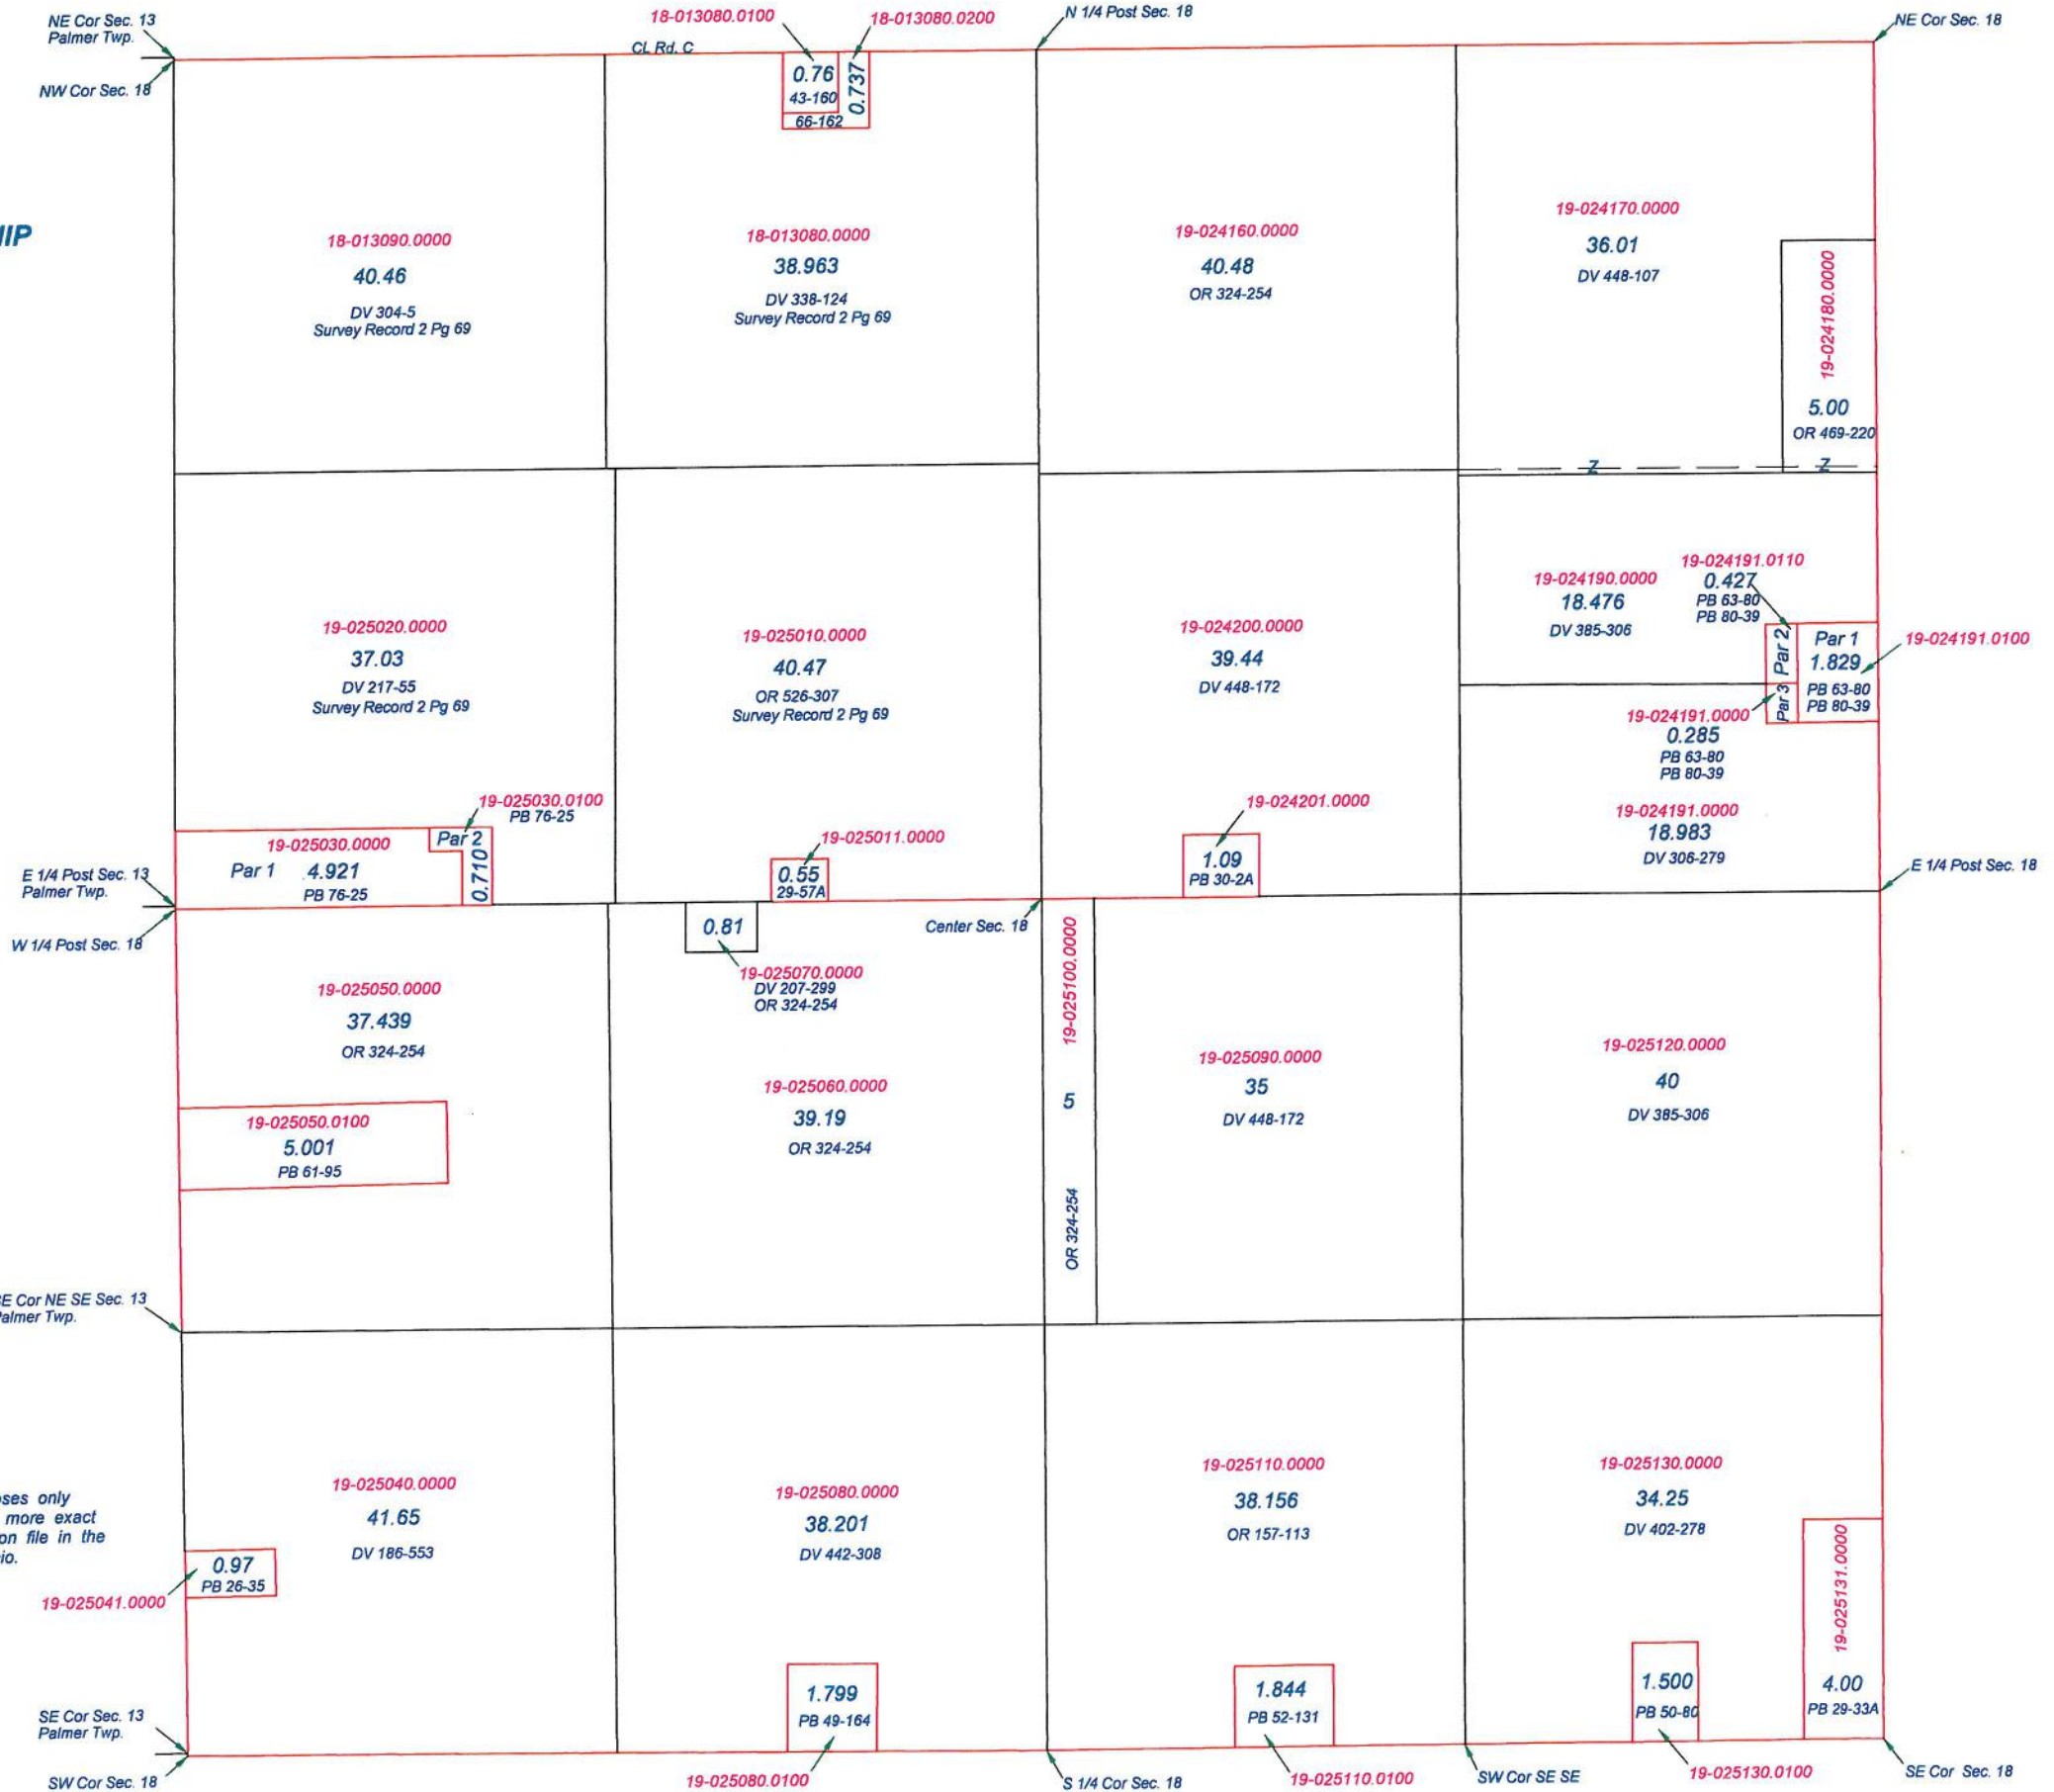 NE Cor Sec. 13
Palmer Twp.
NW Cor Sec. 18
CL Rd. C
18-013080.0100
18-013080.0200
N 1/4 Post Sec. 18
NE Cor Sec. 18
0.76
43-160
0.737
66-162
18-013090.0000
40.46
DV 304-5
Survey Record 2 Pg 69
18-013080.0000
38.963
DV 338-124
Survey Record 2 Pg 69
19-024160.0000
40.48
OR 324-254
19-024170.0000
36.01
DV 448-107
19-024180.0000
5.00
OR 469-220
Z
Z
19-025020.0000
37.03
DV 217-55
Survey Record 2 Pg 69
19-025010.0000
40.47
OR 526-307
Survey Record 2 Pg 69
19-024200.0000
39.44
DV 448-172
19-024190.0000
18.476
DV 385-306
19-024191.0110
0.427
PB 63-80
PB 80-39
Par 2
Par 1
1.829
PB 63-80
PB 80-39
19-024191.0100
Par 3
19-024191.0000
0.285
PB 63-80
PB 80-39
19-024191.0000
18.983
DV 306-279
19-025030.0100
PB 76-25
Par 2
0.7110
19-025030.0000
Par 1 4.921
PB 76-25
19-025011.0000
0.55
29-57A
19-024201.0000
1.09
PB 30-2A
E 1/4 Post Sec. 13
Palmer Twp.
W 1/4 Post Sec. 18
Center Sec. 18
E 1/4 Post Sec. 18
0.81
19-025070.0000
DV 207-299
OR 324-254
19-025050.0000
37.439
OR 324-254
19-025050.0100
5.001
PB 61-95
19-025060.0000
39.19
OR 324-254
19-025100.0000
5
OR 324-254
19-025090.0000
35
DV 448-172
19-025120.0000
40
DV 385-306
E Cor NE SE Sec. 13
Palmer Twp.
19-025040.0000
41.65
DV 186-553
0.97
PB 26-35
19-025041.0000
19-025080.0000
38.201
DV 442-308
1.799
PB 49-164
19-025080.0100
19-025110.0000
38.156
OR 157-113
1.844
PB 52-131
19-025110.0100
19-025130.0000
34.25
DV 402-278
1.500
PB 50-80
19-025130.0100
19-025131.0000
4.00
PB 29-33A
only
more exact
on file in the
SE Cor Sec. 13
Palmer Twp.
SW Cor Sec. 18
S 1/4 Cor Sec. 18
SW Cor SE SE
SE Cor Sec. 18